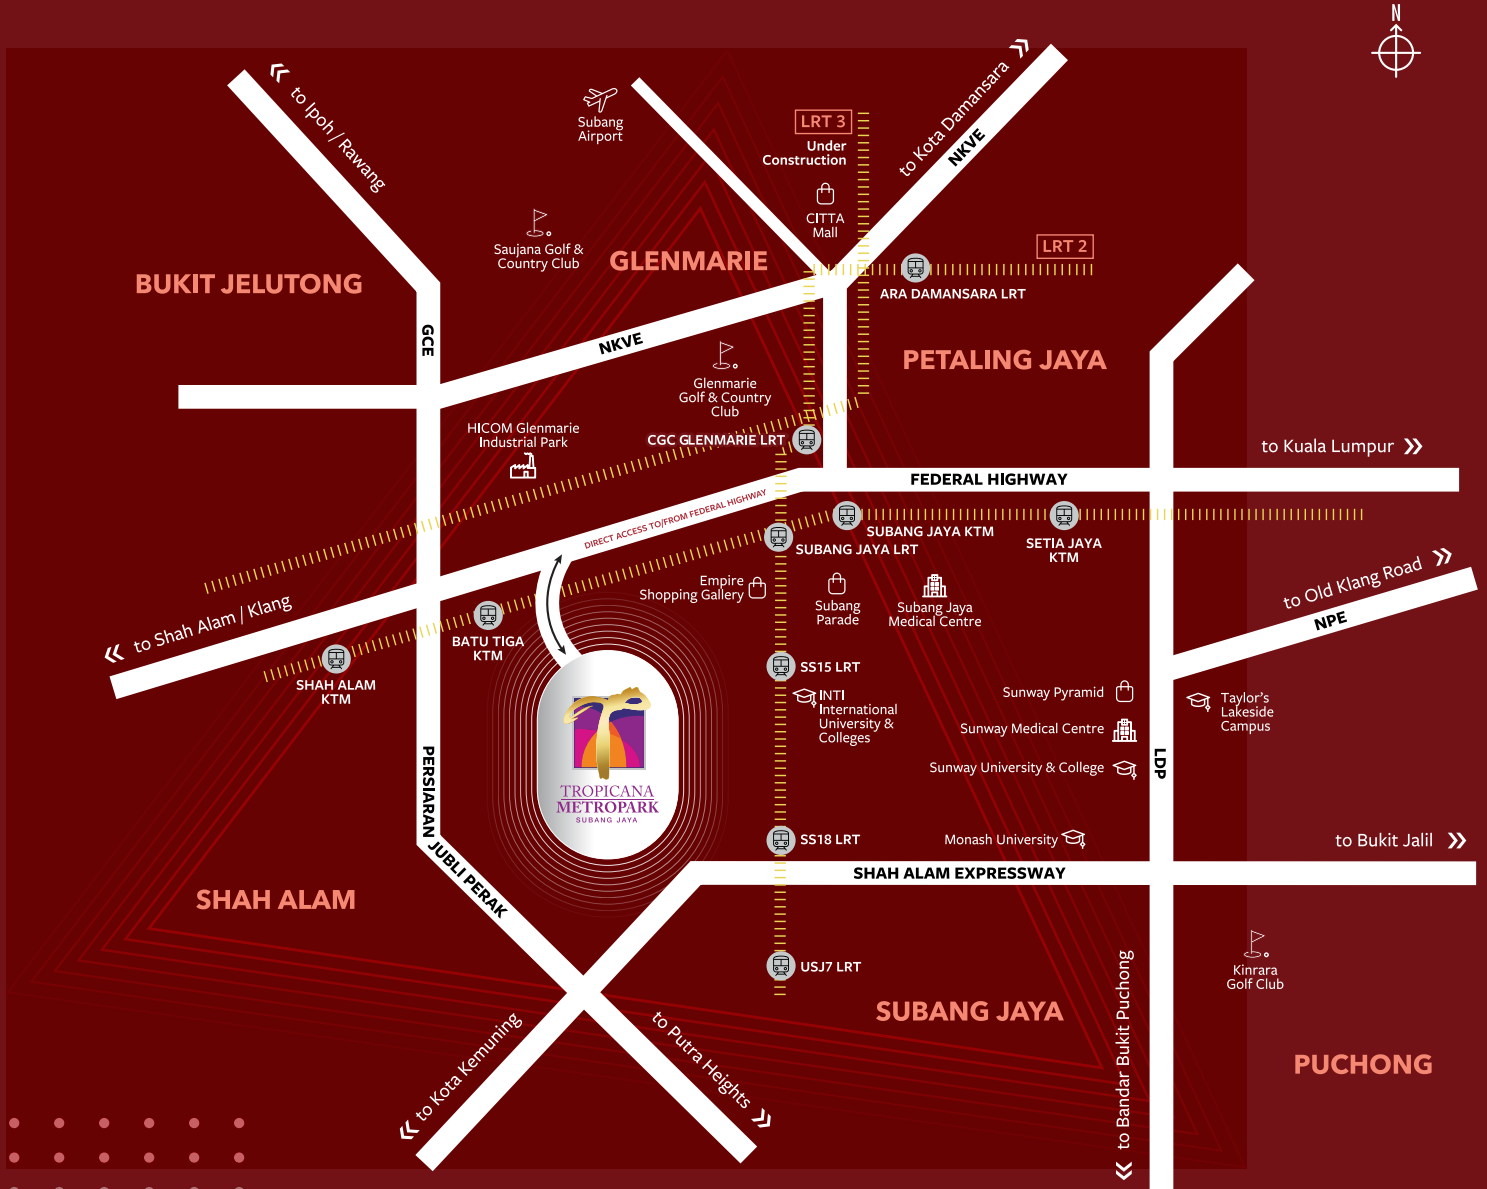 N
to Ipoh / Rawang
Subang
Airport
LRT 3
Under
Construction
to Kota Damansara
NKVE
CITTA
Mall
Saujana Golf &
Country Club
GLENMARIE
LRT 2
BUKIT JELUTONG
ARA DAMANSARA LRT
GCE
NKVE
PETALING JAYA
Glenmarie
Golf & Country
Club
HICOM Glenmarie
Industrial Park
CGC GLENMARIE LRT
to Kuala Lumpur
FEDERAL HIGHWAY
DIRECT ACCESS TO/FROM FEDERAL HIGHWAY
SUBANG JAYA KTM
SUBANG JAYA LRT
SETIA JAYA
KTM
Empire
Shopping Gallery
Subang
Parade
Subang Jaya
Medical Centre
to Old Klang Road
NPE
to Shah Alam / Klang
BATU TIGA
KTM
SHAH ALAM
KTM
SS15 LRT
INTI
International
University &
Colleges
Sunway Pyramid
Sunway Medical Centre
Sunway University & College
Taylor's
Lakeside
Campus
LDP
TROPICANA
METROPARK
SUBANG JAYA
PERSIARAN JUBLI PERAK
SS18 LRT
Monash University
to Bukit Jalil
SHAH ALAM EXPRESSWAY
SHAH ALAM
USJ7 LRT
Kinrara
Golf Club
SUBANG JAYA
to Kota Kemuning
to Putra Heights
to Bandar Bukit Puchong
PUCHONG